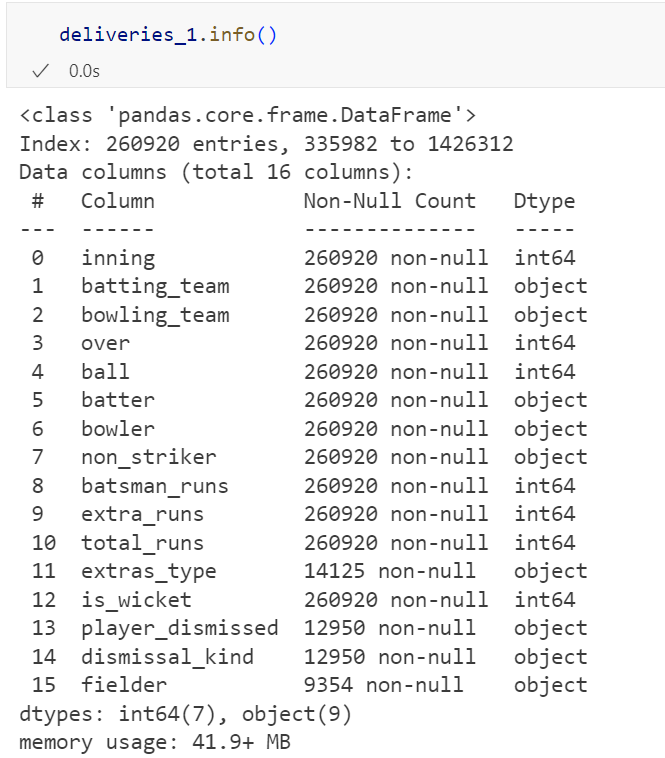 deliveries_1.info()
✓ 0.0s
<class 'pandas.core.frame.DataFrame'>
Index: 260920 entries, 335982 to 1426312
Data columns (total 16 columns):
 #   Column            Non-Null Count   Dtype
---  ------            --------------   -----
 0   inning            260920 non-null  int64
 1   batting_team      260920 non-null  object
 2   bowling_team      260920 non-null  object
 3   over              260920 non-null  int64
 4   ball              260920 non-null  int64
 5   batter            260920 non-null  object
 6   bowler            260920 non-null  object
 7   non_striker       260920 non-null  object
 8   batsman_runs      260920 non-null  int64
 9   extra_runs        260920 non-null  int64
 10  total_runs        260920 non-null  int64
 11  extras_type       14125 non-null   object
 12  is_wicket         260920 non-null  int64
 13  player_dismissed  12950 non-null   object
 14  dismissal_kind    12950 non-null   object
 15  fielder           9354 non-null    object
dtypes: int64(7), object(9)
memory usage: 41.9+ MB